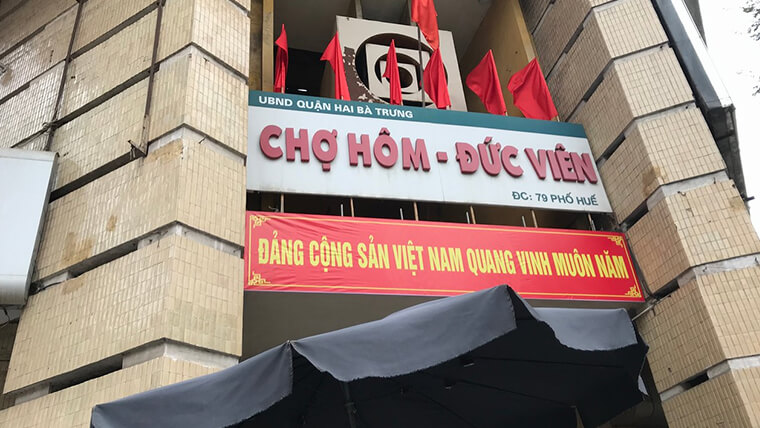 UBND QUẬN HAI BÀ TRƯNG
CHỢ HÔM - ĐỨC VIÊN
ĐC: 79 PHỐ HUẾ
ĐẢNG CỘNG SẢN VIỆT NAM QUANG VINH MUÔN NĂM